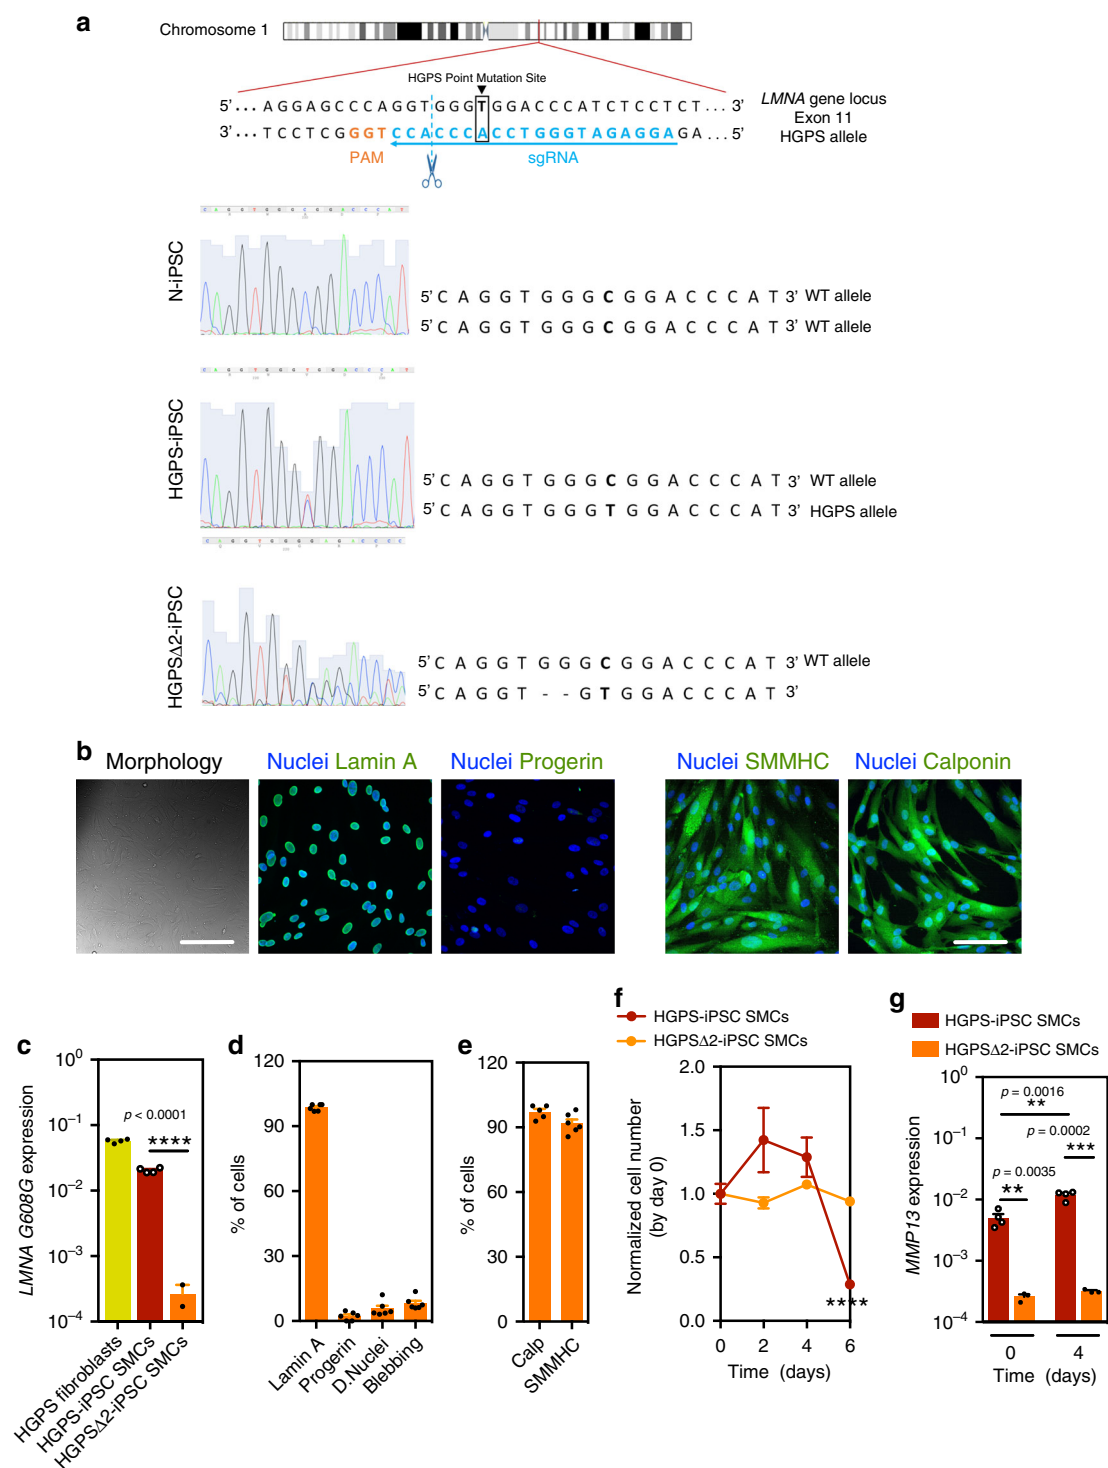 a
Chromosome 1
HGPS Point Mutation Site
5'... A G G A G C C C A G G T G G G T G G A C C C A T C T C C T C T ... 3'
3'... T C C T C G G G T C C A C C C A C C T G G G T A G A G G A G A ... 5'
LMNA gene locus
Exon 11
HGPS allele
PAM
sgRNA
N-iPSC
C A G G T G G G C G G A C C C A T
5' C A G G T G G G C G G A C C C A T 3' WT allele
5' C A G G T G G G C G G A C C C A T 3' WT allele
HGPS-iPSC
C A G G T G G G T G G A C C C A T
5' C A G G T G G G C G G A C C C A T 3' WT allele
5' C A G G T G G G T G G A C C C A T 3' HGPS allele
HGPSΔ2-iPSC
5' C A G G T G G G C G G A C C C A T 3' WT allele
5' C A G G T - - G T G G A C C C A T 3'
b
Morphology
Nuclei Lamin A
Nuclei Progerin
Nuclei SMMHC
Nuclei Calponin
c
LMNA G608G expression
10⁰
10⁻¹
10⁻²
10⁻³
10⁻⁴
p < 0.0001
****
HGPS fibroblasts
HGPS-iPSC SMCs
HGPSΔ2-iPSC SMCs
d
% of cells
120
90
60
30
0
Lamin A
Progerin
D.Nuclei
Blebbing
e
% of cells
120
90
60
30
0
Calp
SMMHC
f
HGPS-iPSC SMCs
HGPSΔ2-iPSC SMCs
Normalized cell number
(by day 0)
2.0
1.5
1.0
0.5
0
****
0 2 4 6
Time (days)
g
HGPS-iPSC SMCs
HGPSΔ2-iPSC SMCs
MMP13 expression
10⁰
10⁻¹
10⁻²
10⁻³
10⁻⁴
p = 0.0016
**
p = 0.0002
***
p = 0.0035
**
0 4
Time (days)